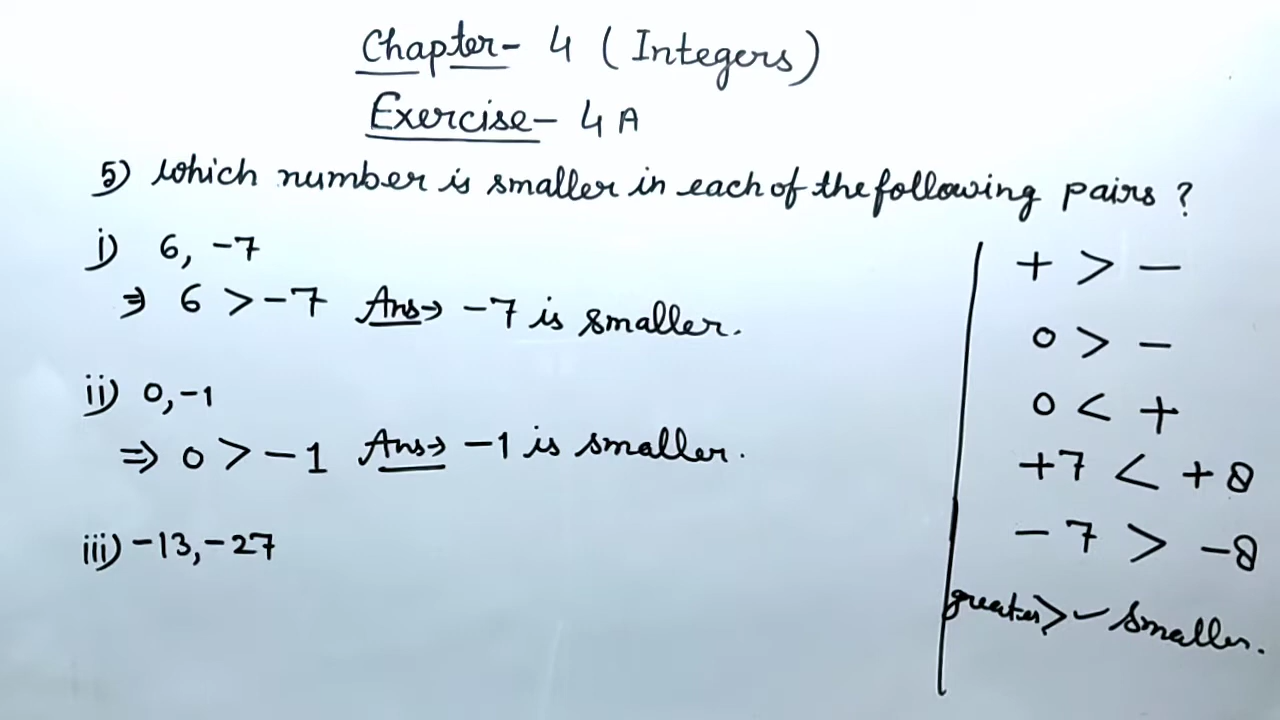 Chapter- 4 (Integers)
Exercise- 4A
5) Which number is smaller in each of the following pairs ?
i) 6, -7
⇒ 6 > -7 Ans→ -7 is smaller.
ii) 0, -1
⇒ 0 > -1 Ans→ -1 is smaller.
iii) -13, -27
+ > -
0 > -
0 < +
+7 < +8
-7 > -8
greater > - smaller.